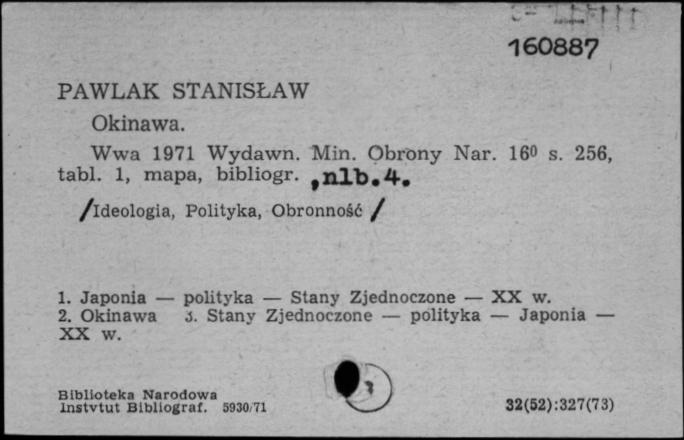 160887
PAWLAK STANISŁAW
Okinawa.
Wwa 1971 Wydawn. Min. Obrony Nar. 16⁰ s. 256,
tabl. 1, mapa, bibliogr. ,nlb.4.
/Ideologia, Polityka, Obronność /
1. Japonia — polityka — Stany Zjednoczone — XX w.
2. Okinawa 3. Stany Zjednoczone — polityka — Japonia —
XX w.
3
Biblioteka Narodowa
Instytut Bibliograf. 5930/71
32(52):327(73)